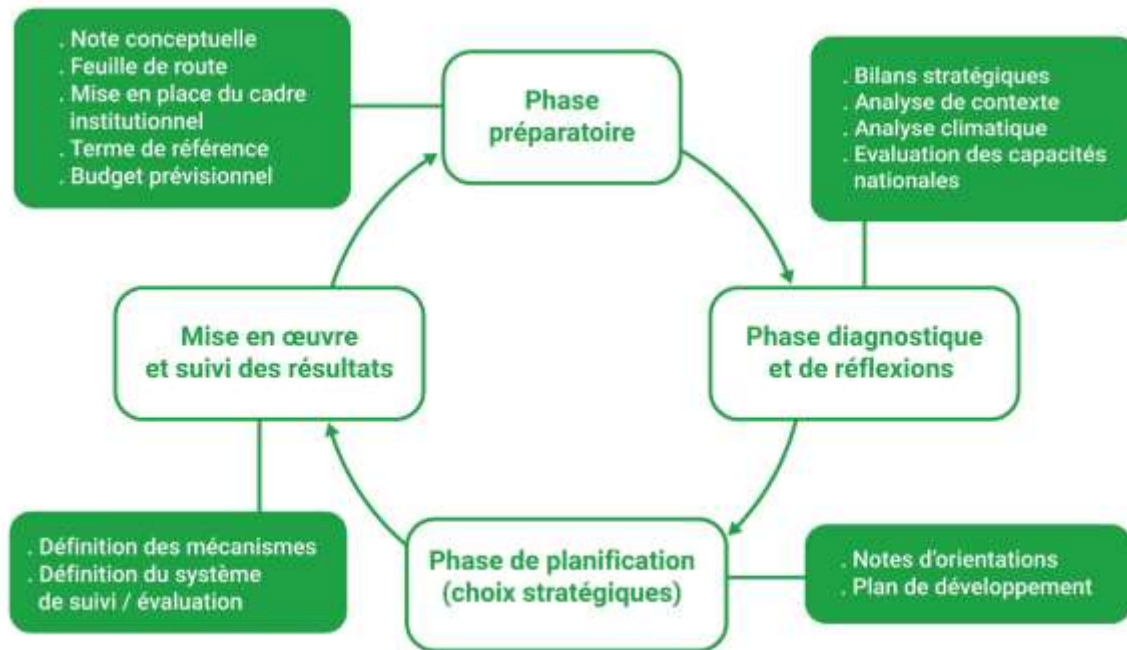 . Note conceptuelle
. Feuille de route
. Mise en place du cadre
institutionnel
. Terme de référence
. Budget prévisionnel
Phase
préparatoire
. Bilans stratégiques
. Analyse de contexte
. Analyse climatique
. Evaluation des capacités
nationales
Mise en œuvre
et suivi des résultats
Phase diagnostique
et de réflexions
. Définition des mécanismes
. Définition du système
de suivi / évaluation
Phase de planification
(choix stratégiques)
. Notes d'orientations
. Plan de développement